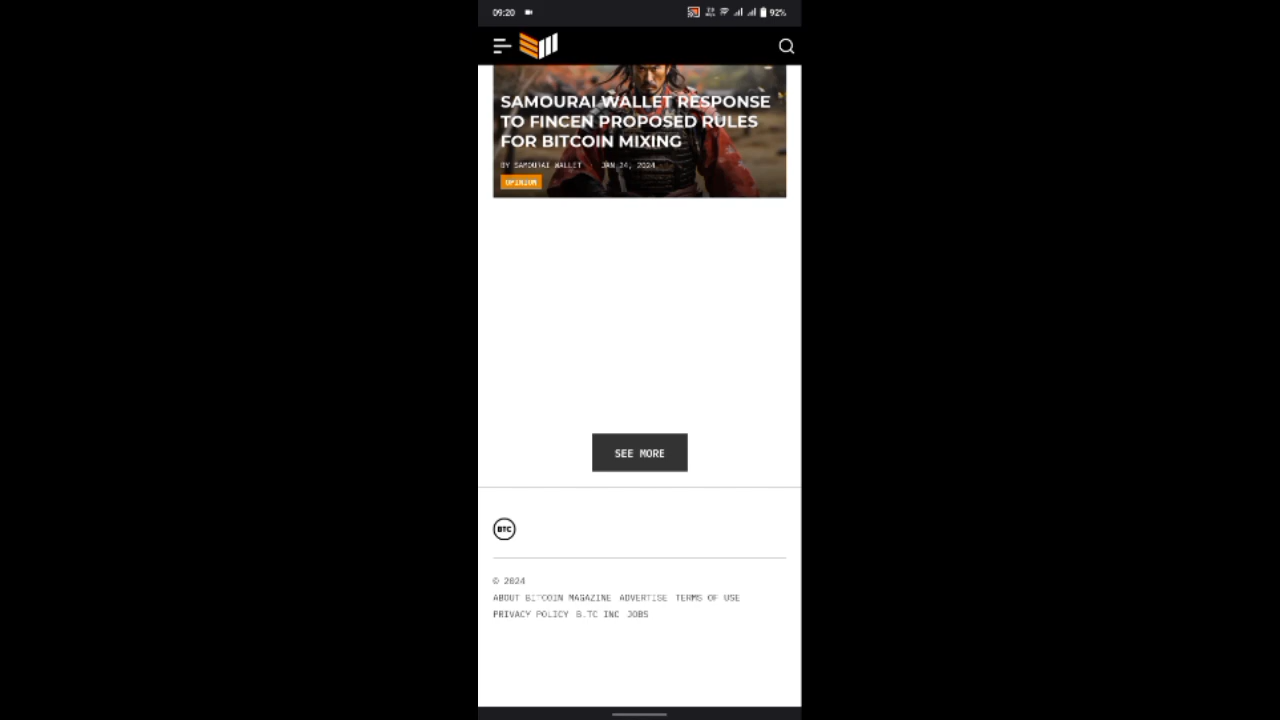 09:20
92%
SAMOURAI WALLET RESPONSE
TO FINCEN PROPOSED RULES
FOR BITCOIN MIXING
BY SAMOURAI WALLET · JAN 24, 2024
OPINION
SEE MORE
BTC
© 2024
ABOUT BITCOIN MAGAZINE ADVERTISE TERMS OF USE
PRIVACY POLICY B.TC INC JOBS